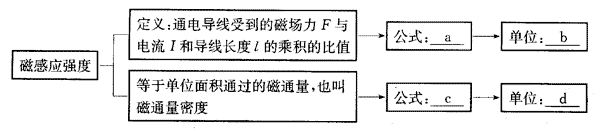 定义:通电导线受到的磁场力 F 与
电流 I 和导线长度 l 的乘积的比值
公式: a
单位: b
磁感应强度
等于单位面积通过的磁通量,也叫
磁通量密度
公式: c
单位: d